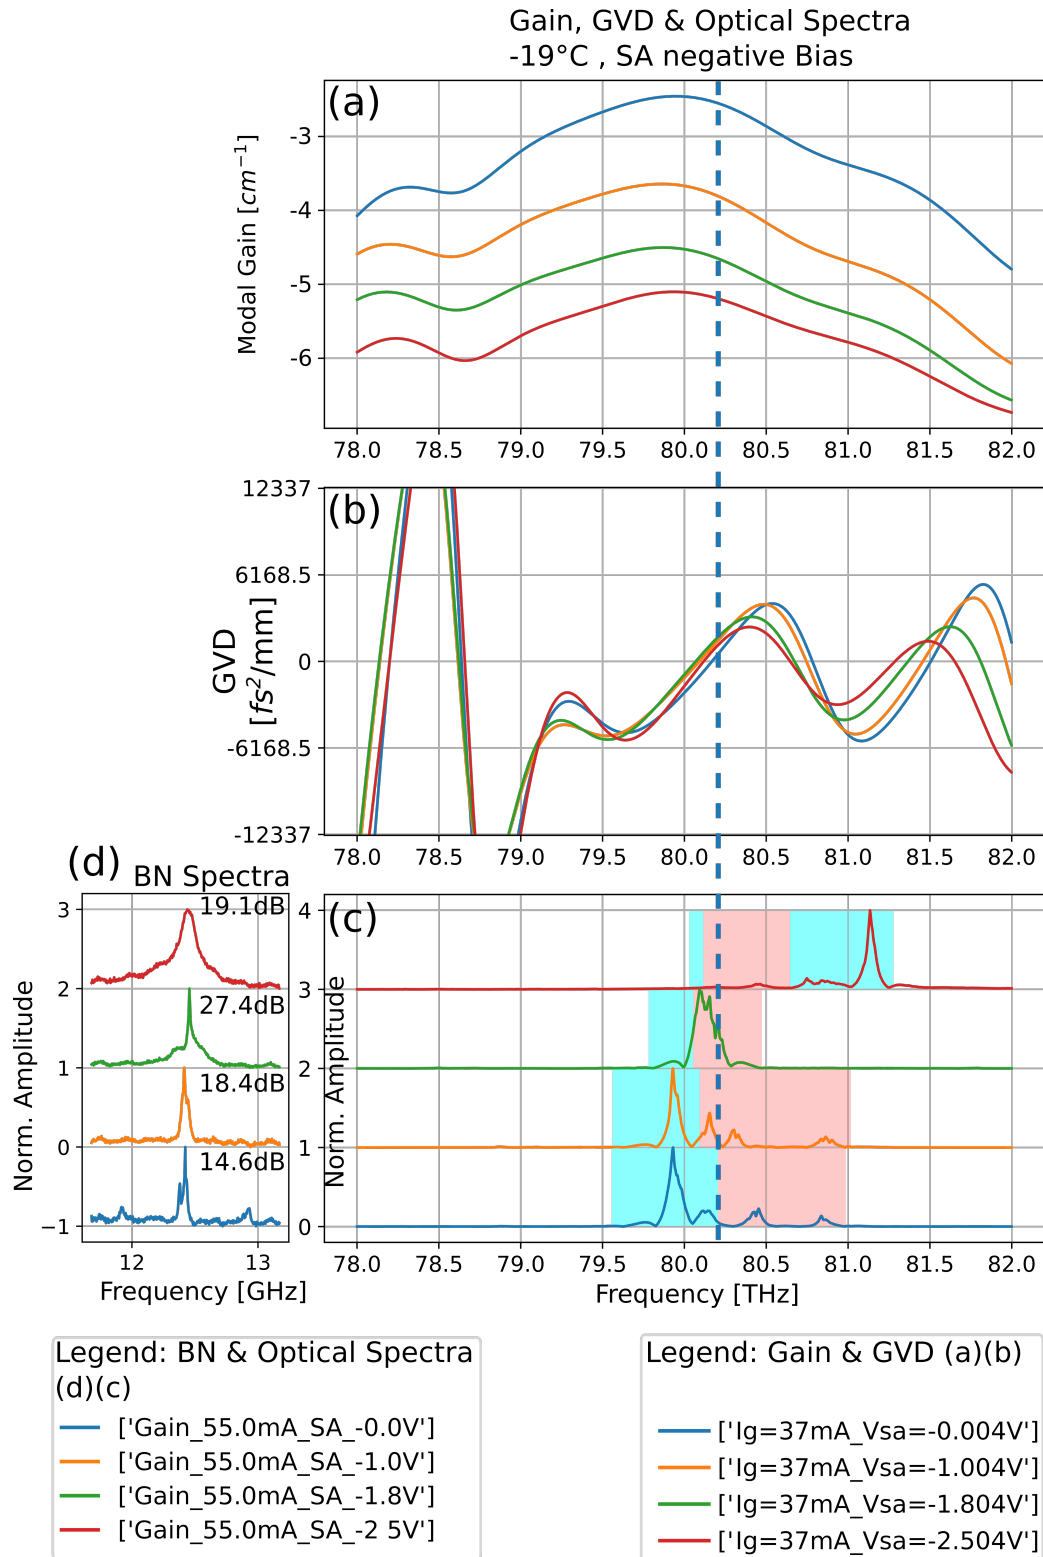 Gain, GVD & Optical Spectra
-19°C , SA negative Bias
(a)
Modal Gain [cm⁻¹]
-3
-4
-5
-6
78.0 78.5 79.0 79.5 80.0 80.5 81.0 81.5 82.0
(b)
GVD
[fs²/mm]
12337
6168.5
0
-6168.5
-12337
78.0 78.5 79.0 79.5 80.0 80.5 81.0 81.5 82.0
(d)
BN Spectra
Norm. Amplitude
3
2
1
0
−1
19.1dB
27.4dB
18.4dB
14.6dB
12 13
Frequency [GHz]
(c)
Norm. Amplitude
4
3
2
1
0
78.0 78.5 79.0 79.5 80.0 80.5 81.0 81.5 82.0
Frequency [THz]
Legend: BN & Optical Spectra
(d)(c)
['Gain_55.0mA_SA_-0.0V']
['Gain_55.0mA_SA_-1.0V']
['Gain_55.0mA_SA_-1.8V']
['Gain_55.0mA_SA_-2 5V']
Legend: Gain & GVD (a)(b)
['Ig=37mA_Vsa=-0.004V']
['Ig=37mA_Vsa=-1.004V']
['Ig=37mA_Vsa=-1.804V']
['Ig=37mA_Vsa=-2.504V']